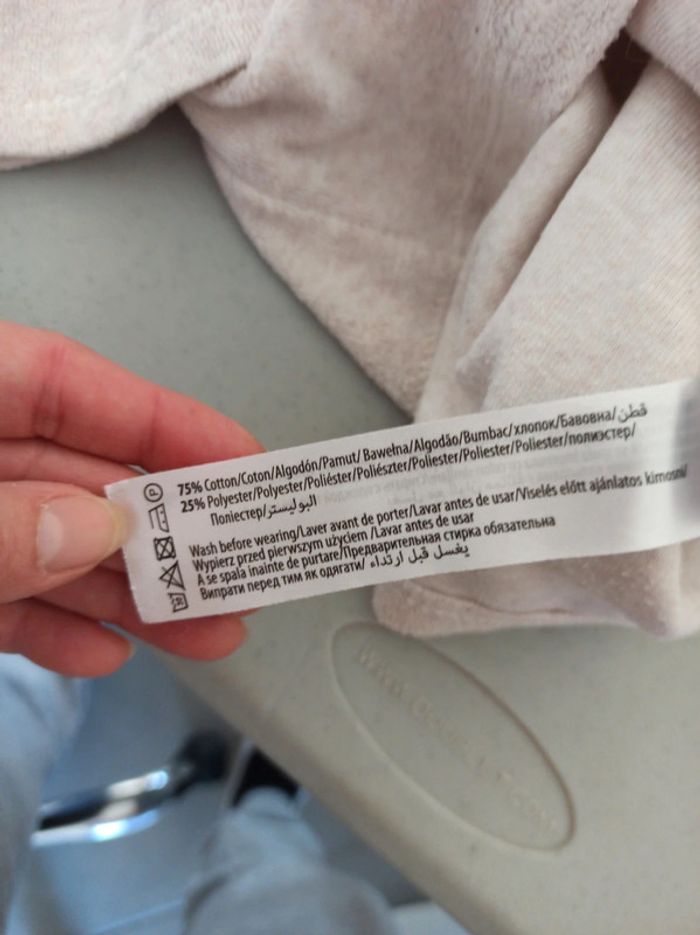 75% Cotton/Coton/Algodón/Pamut/ Bawełna/Algodão/Bumbac/хлопок/Бавовна/قطن
25% Polyester/Polyester/Poliéster/Poliészter/Poliester/Poliester/Poliester/полиэстер/
Поліестер/البوليستر
Wash before wearing/Laver avant de porter/Lavar antes de usar/Viselés előtt ajánlatos kimosni
Wypierz przed pierwszym użyciem /Lavar antes de usar
A se spala inainte de purtare/Предварительная стирка обязательна
Випрати перед тим як одягати/ يغسل قبل ارتداء
P